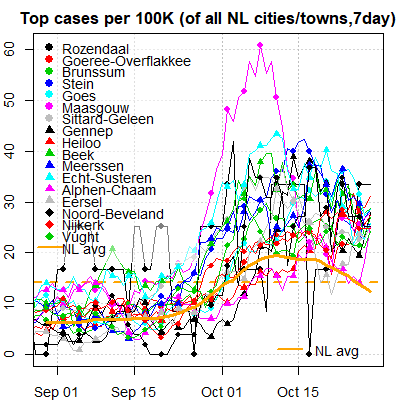 Top cases per 100K (of all NL cities/towns,7day)
60
50
40
30
20
10
0
Rozendaal
Goeree-Overflakkee
Brunssum
Stein
Goes
Maasgouw
Sittard-Geleen
Gennep
Heiloo
Beek
Meerssen
Echt-Susteren
Alphen-Chaam
Eersel
Noord-Beveland
Nijkerk
Vught
NL avg
NL avg
Sep 01
Sep 15
Oct 01
Oct 15